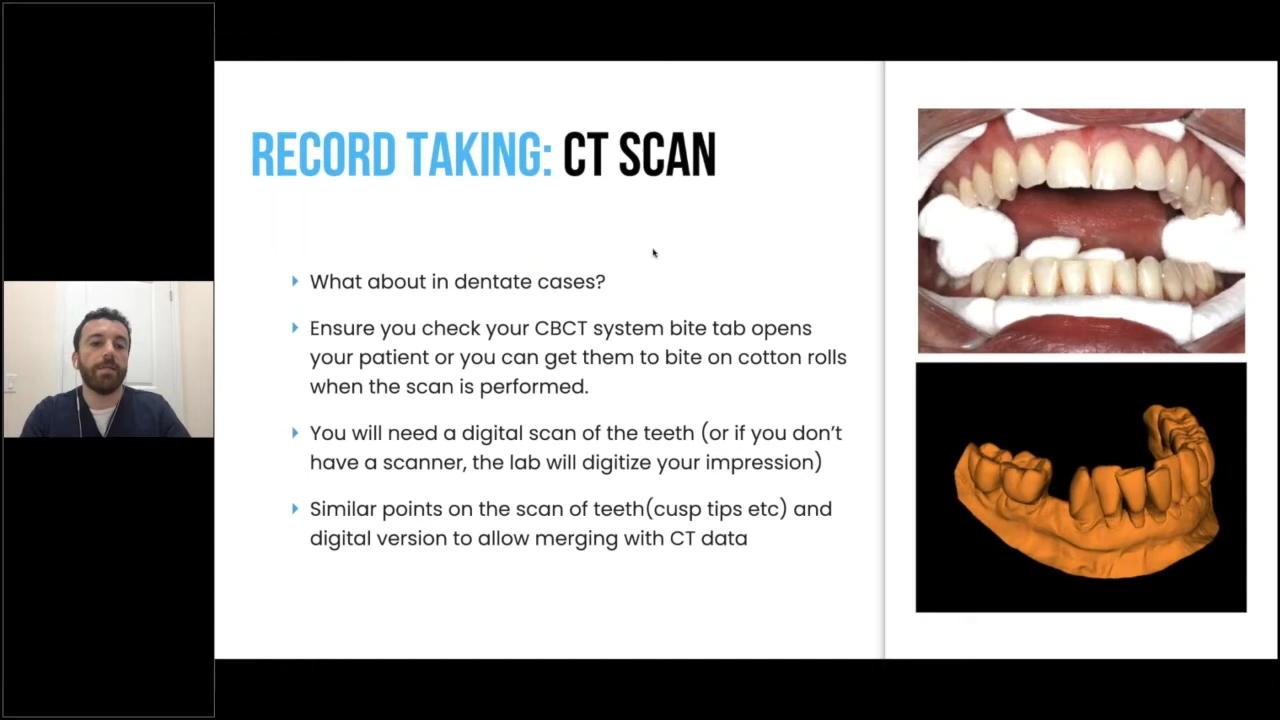 RECORD TAKING: CT SCAN
What about in dentate cases?
Ensure you check your CBCT system bite tab opens
your patient or you can get them to bite on cotton rolls
when the scan is performed.
You will need a digital scan of the teeth (or if you don't
have a scanner, the lab will digitize your impression)
Similar points on the scan of teeth(cusp tips etc) and
digital version to allow merging with CT data